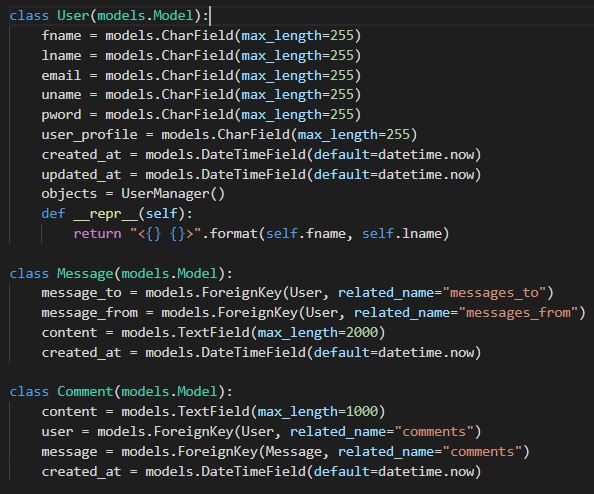 class User(models.Model):
    fname = models.CharField(max_length=255)
    lname = models.CharField(max_length=255)
    email = models.CharField(max_length=255)
    uname = models.CharField(max_length=255)
    pword = models.CharField(max_length=255)
    user_profile = models.CharField(max_length=255)
    created_at = models.DateTimeField(default=datetime.now)
    updated_at = models.DateTimeField(default=datetime.now)
    objects = UserManager()
    def __repr__(self):
        return "<{} {}>".format(self.fname, self.lname)

class Message(models.Model):
    message_to = models.ForeignKey(User, related_name="messages_to")
    message_from = models.ForeignKey(User, related_name="messages_from")
    content = models.TextField(max_length=2000)
    created_at = models.DateTimeField(default=datetime.now)

class Comment(models.Model):
    content = models.TextField(max_length=1000)
    user = models.ForeignKey(User, related_name="comments")
    message = models.ForeignKey(Message, related_name="comments")
    created_at = models.DateTimeField(default=datetime.now)